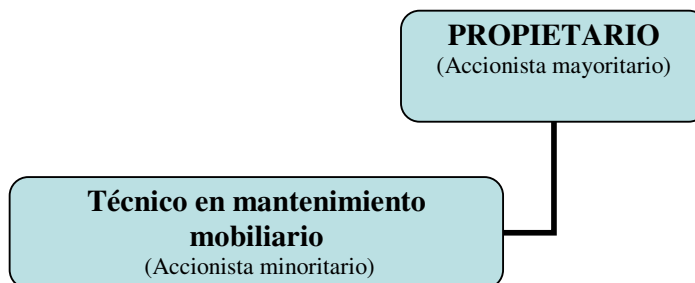 PROPIETARIO
(Accionista mayoritario)
Técnico en mantenimiento
mobiliario
(Accionista minoritario)